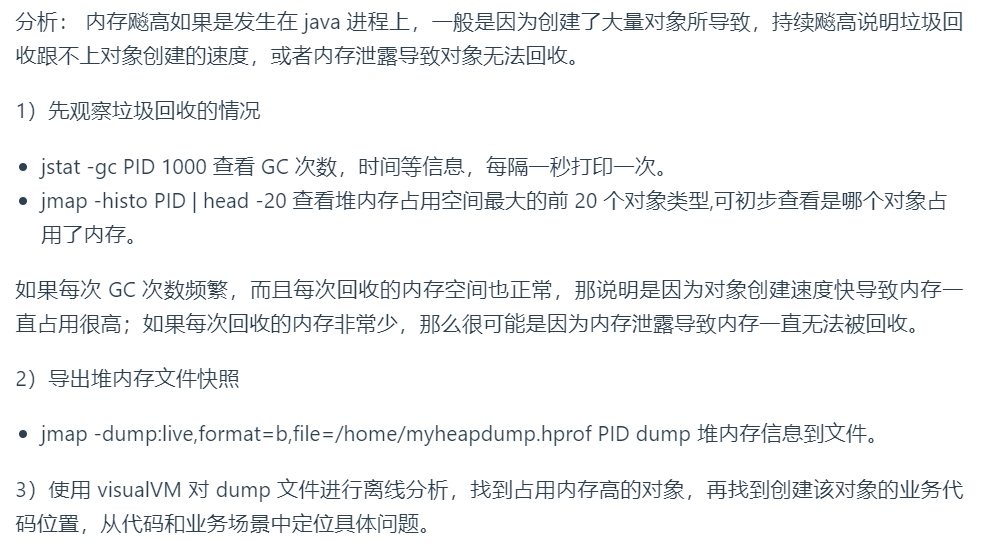 分析： 内存飚高如果是发生在 java 进程上，一般是因为创建了大量对象所导致，持续飚高说明垃圾回
收跟不上对象创建的速度，或者内存泄露导致对象无法回收。
1）先观察垃圾回收的情况
• jstat -gc PID 1000 查看 GC 次数，时间等信息，每隔一秒打印一次。
• jmap -histo PID | head -20 查看堆内存占用空间最大的前 20 个对象类型,可初步查看是哪个对象占
用了内存。
如果每次 GC 次数频繁，而且每次回收的内存空间也正常，那说明是因为对象创建速度快导致内存一
直占用很高；如果每次回收的内存非常少，那么很可能是因为内存泄露导致内存一直无法被回收。
2）导出堆内存文件快照
• jmap -dump:live,format=b,file=/home/myheapdump.hprof PID dump 堆内存信息到文件。
3）使用 visualVM 对 dump 文件进行离线分析，找到占用内存高的对象，再找到创建该对象的业务代
码位置，从代码和业务场景中定位具体问题。